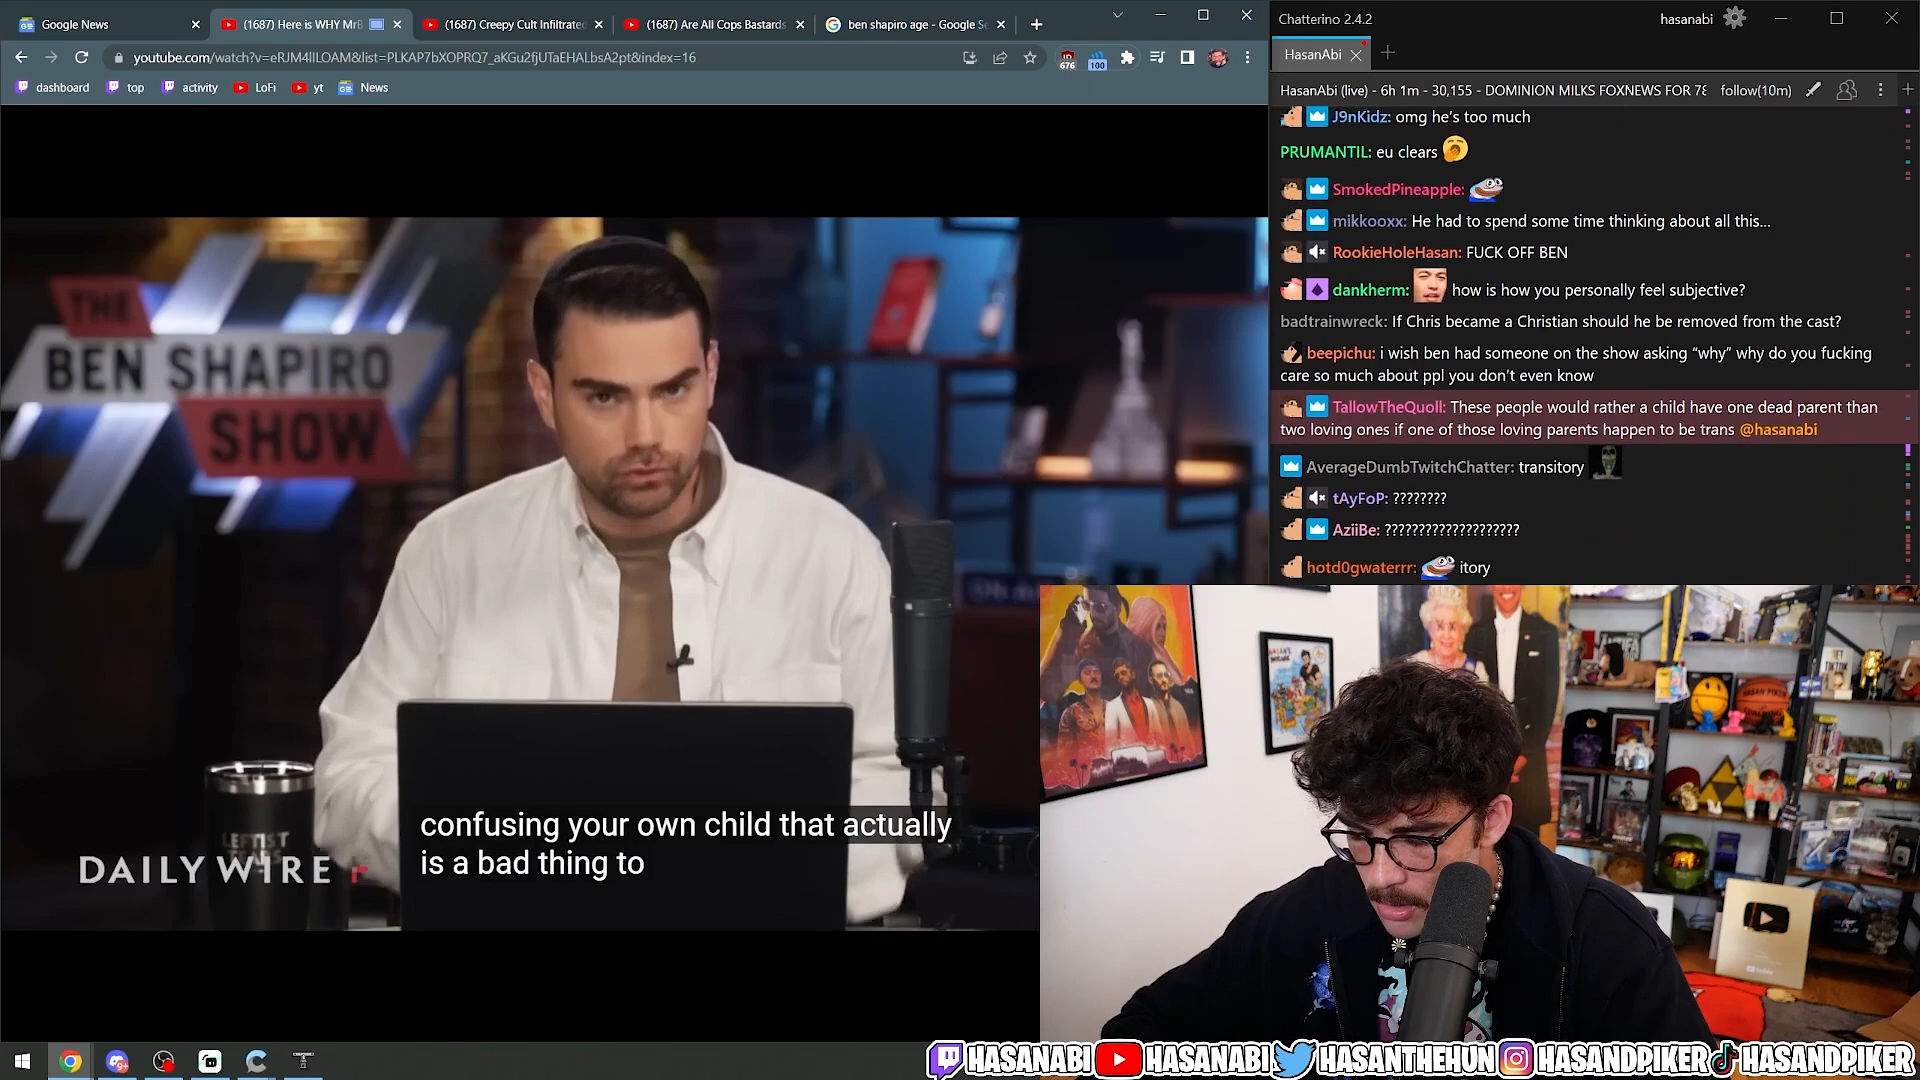 Google News
(1687) Here is WHY MrB
(1687) Creepy Cult Infiltrated
(1687) Are All Cops Bastards
ben shapiro age - Google Se
youtube.com/watch?v=eRJM4lILOAM&list=PLKAP7bXOPRQ7_aKGu2fjUTaEHALbsA2pt&index=16
676
100
dashboard
top
activity
LoFi
yt
News
THE
BEN SHAPIRO
SHOW
LEFTIST
DAILY WIRE
confusing your own child that actually
is a bad thing to
Chatterino 2.4.2
hasanabi
HasanAbi
HasanAbi (live) - 6h 1m - 30,155 - DOMINION MILKS FOXNEWS FOR 78
follow(10m)
J9nKidz: omg he's too much
PRUMANTIL: eu clears
SmokedPineapple:
mikkooxx: He had to spend some time thinking about all this...
RookieHoleHasan: FUCK OFF BEN
dankherm: how is how you personally feel subjective?
badtrainwreck: If Chris became a Christian should he be removed from the cast?
beepichu: i wish ben had someone on the show asking “why” why do you fucking
care so much about ppl you don't even know
TallowTheQuoll: These people would rather a child have one dead parent than
two loving ones if one of those loving parents happen to be trans @hasanabi
AverageDumbTwitchChatter: transitory
tAyFoP: ????????
AziiBe: ????????????????????
hotd0gwaterrr: itory
HASANABI
HASANABI
HASANTHEHUN
HASANDPIKER
HASANDPIKER